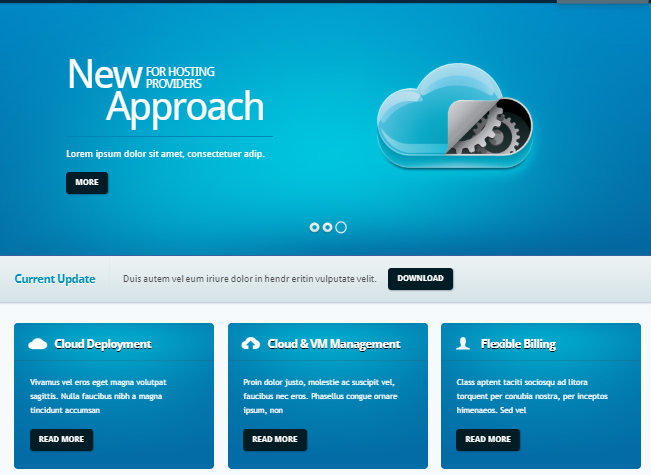 New FOR HOSTING
PROVIDERS
Approach
Lorem ipsum dolor sit amet, consectetuer adip.
MORE
Current Update
Duis autem vel eum iriure dolor in hendr eritin vulputate velit.
DOWNLOAD
Cloud Deployment
Vivamus vel eros eget magna volutpat
sagittis. Nulla faucibus nibh a magna
tincidunt accumsan
READ MORE
Cloud & VM Management
Proin dolor justo, molestie ac suscipit vel,
faucibus nec eros. Phasellus congue ornare
ipsum, non
READ MORE
Flexible Billing
Class aptent taciti sociosqu ad litora
torquent per conubia nostra, per inceptos
himenaeos. Sed vel
READ MORE